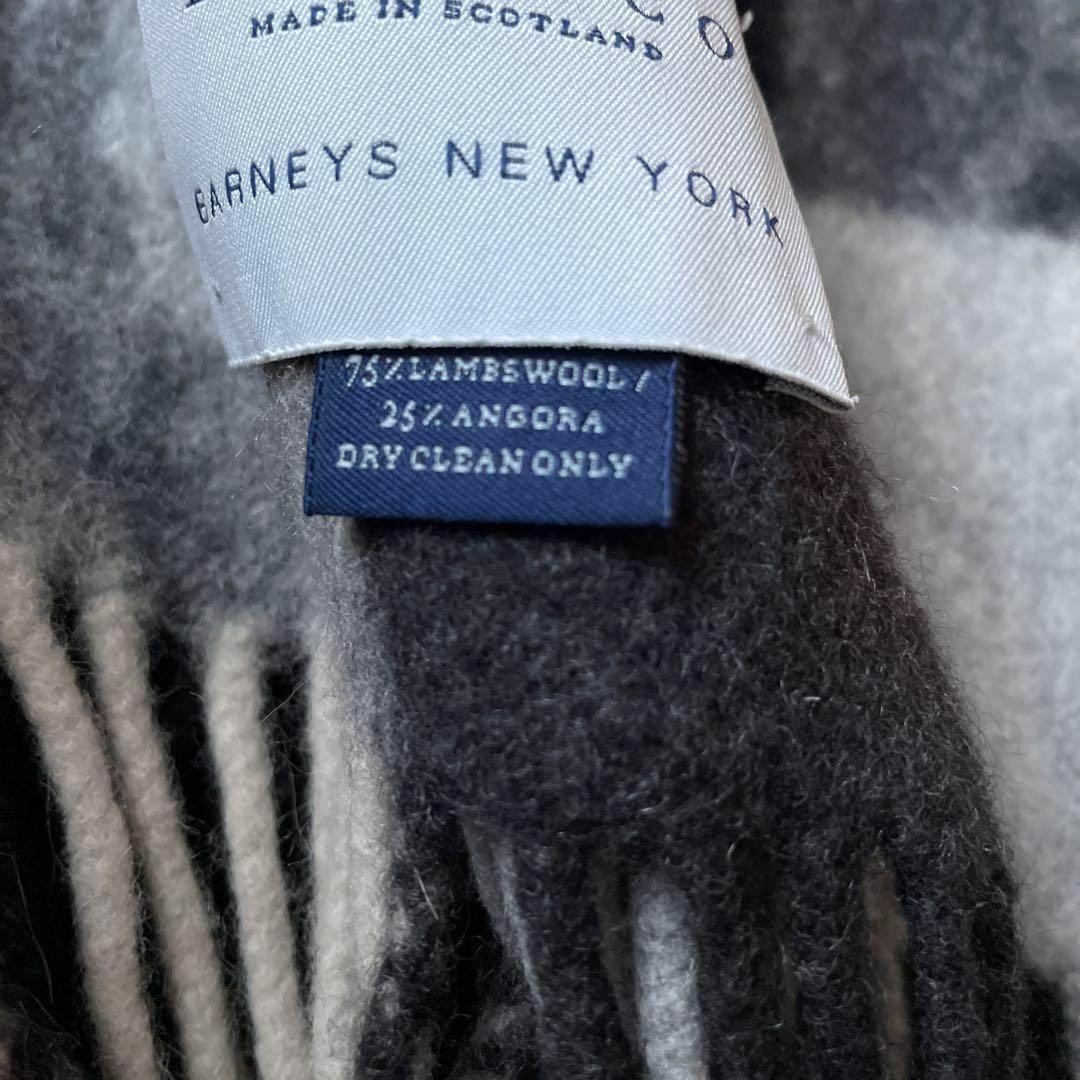 MADE IN SCOTLAND
BARNEYS NEW YORK
75% LAMBSWOOL/
25% ANGORA
DRY CLEAN ONLY